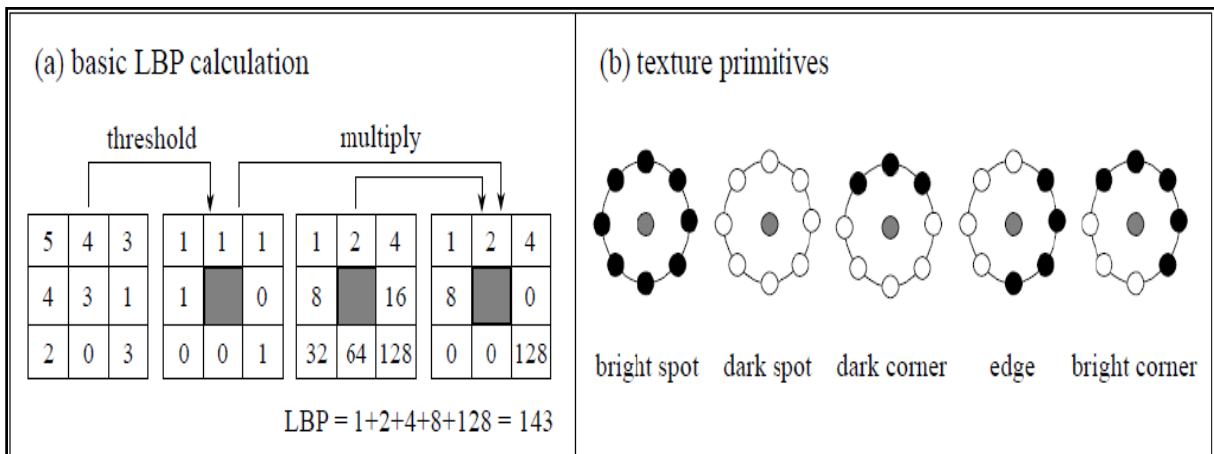 (a) basic LBP calculation
threshold
multiply
5 4 3
4 3 1
2 0 3
1 1 1
1 0
0 0 1
1 2 4
8 16
32 64 128
1 2 4
8 0
0 0 128
LBP = 1+2+4+8+128 = 143
(b) texture primitives
bright spot
dark spot
dark corner
edge
bright corner